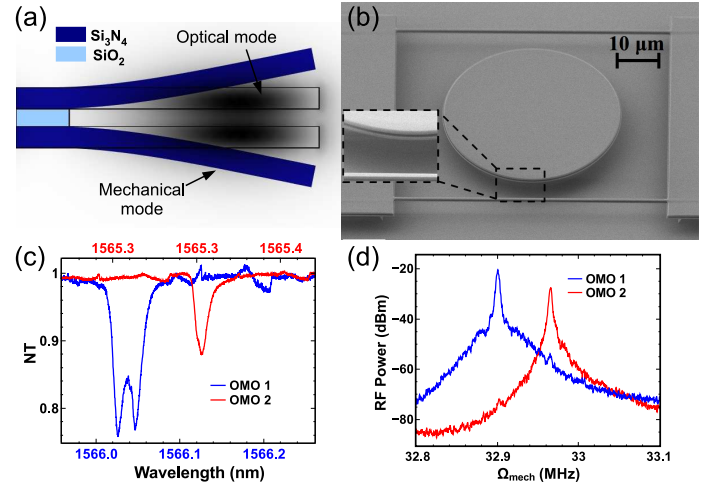 (a)
Si₃N₄
SiO₂
Optical mode
Mechanical
mode
(b)
10 µm
(c)
1565.3 1565.3 1565.4
1
0.9
0.8
NT
OMO 1
OMO 2
1566.0 1566.1 1566.2
Wavelength (nm)
(d)
−20
−40
−60
−80
RF Power (dBm)
OMO 1
OMO 2
32.8 32.9 33 33.1
Ωmech (MHz)